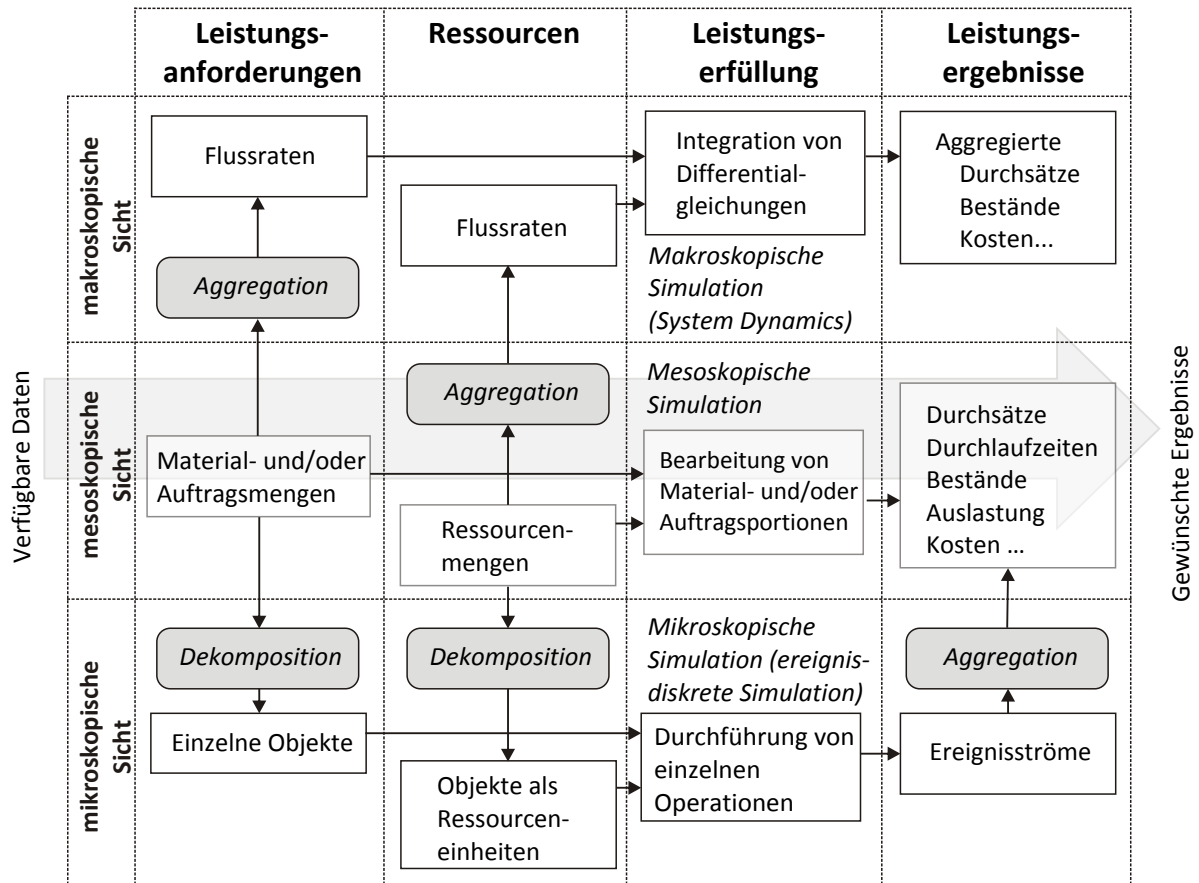 Leistungs-
anforderungen
Ressourcen
Leistungs-
erfüllung
Leistungs-
ergebnisse
Verfügbare Daten
makroskopische
Sicht
Flussraten
Aggregation
Flussraten
Integration von
Differential-
gleichungen
Makroskopische
Simulation
(System Dynamics)
Aggregierte
Durchsätze
Bestände
Kosten...
mesoskopische
Sicht
Material- und/oder
Auftragsmengen
Aggregation
Ressourcen-
mengen
Mesoskopische
Simulation
Bearbeitung von
Material- und/oder
Auftragsportionen
Durchsätze
Durchlaufzeiten
Bestände
Auslastung
Kosten ...
mikroskopische
Sicht
Dekomposition
Einzelne Objekte
Dekomposition
Objekte als
Ressourcen-
einheiten
Mikroskopische
Simulation (ereignis-
diskrete Simulation)
Durchführung von
einzelnen
Operationen
Aggregation
Ereignisströme
Gewünschte Ergebnisse